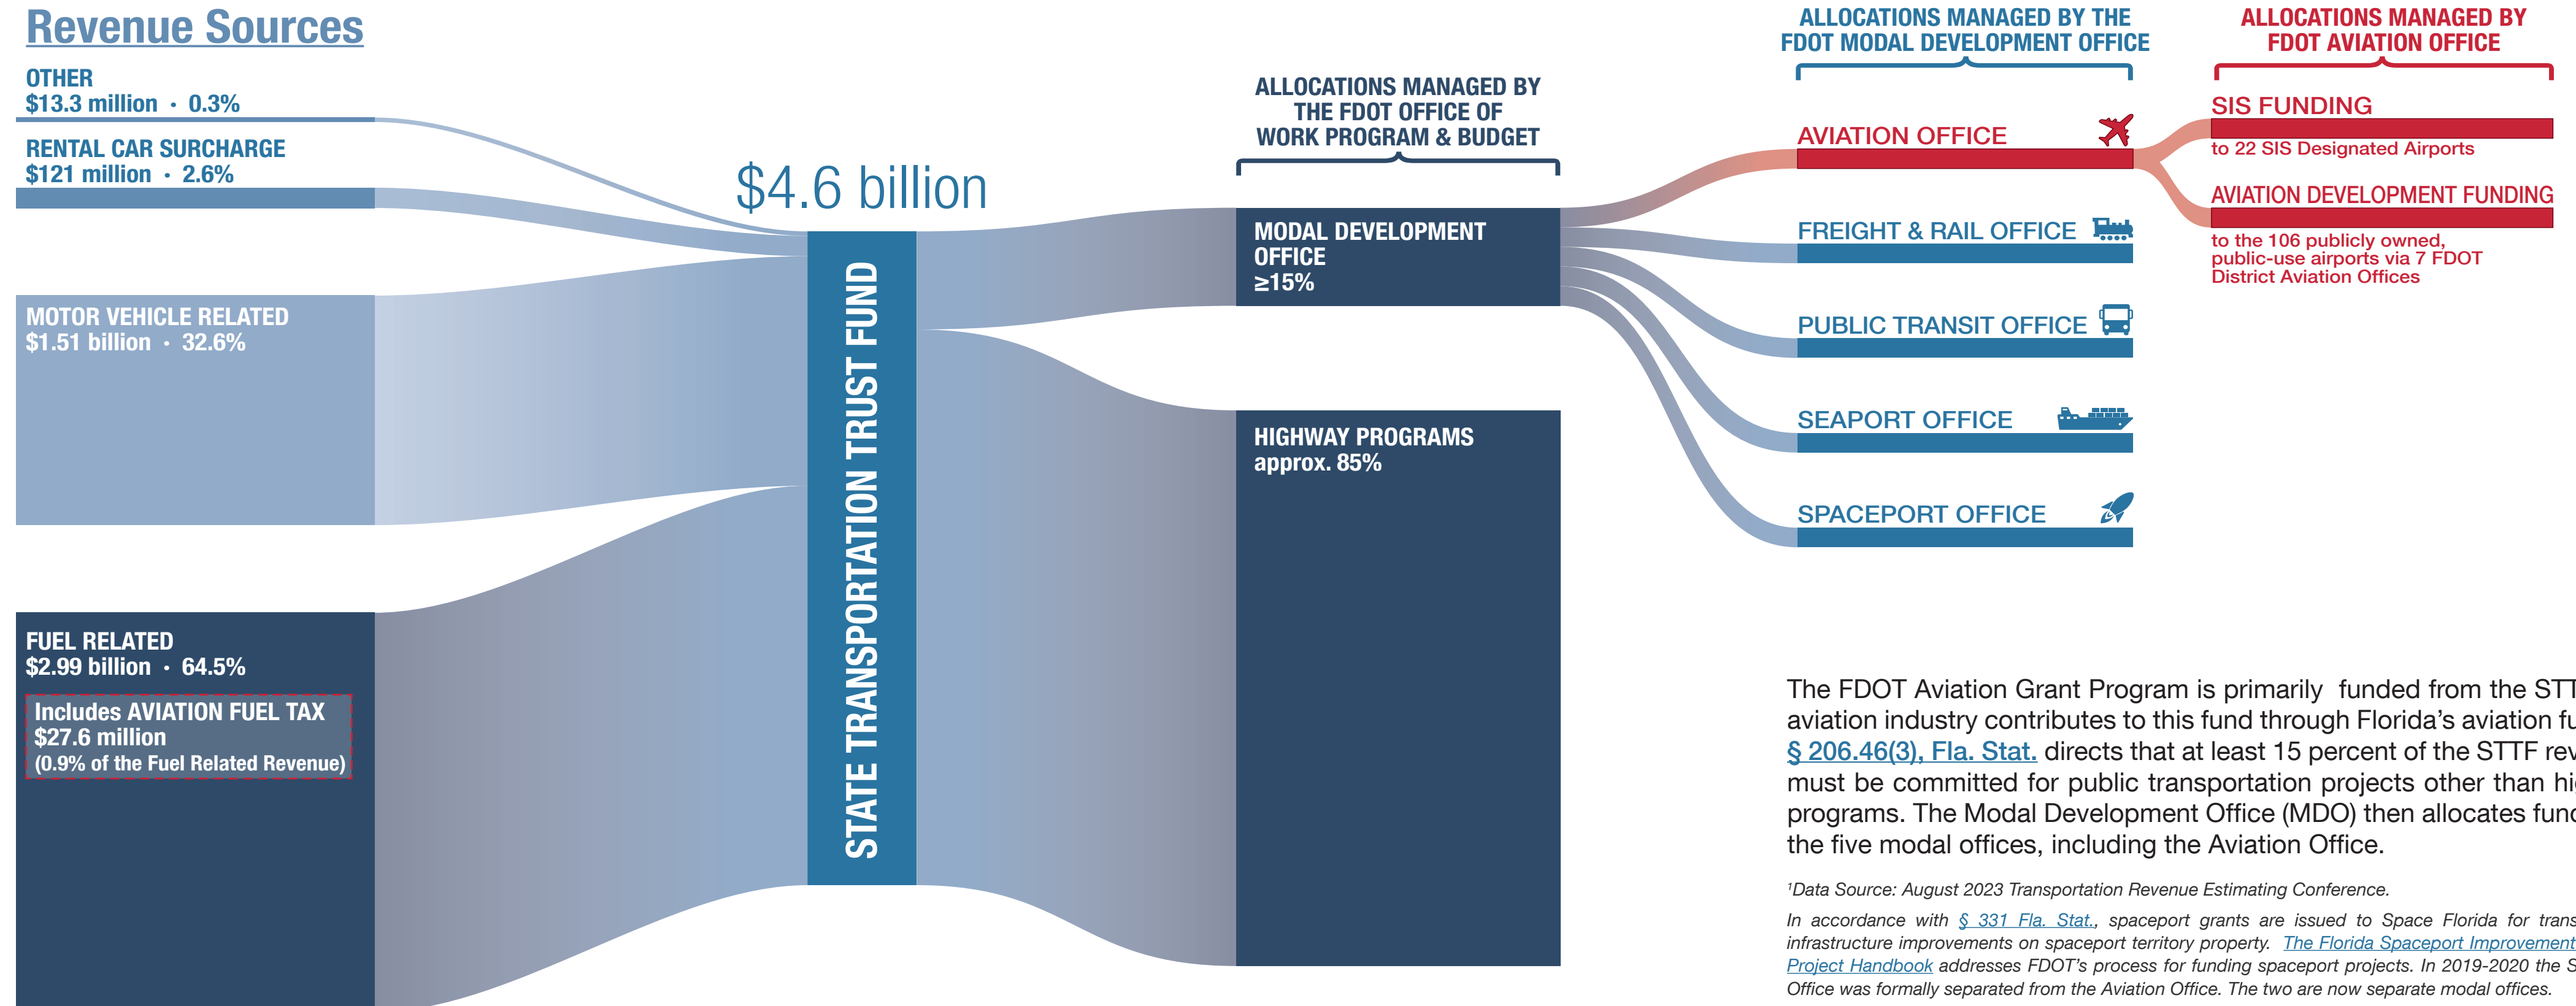 Revenue Sources
OTHER
$13.3 million • 0.3%
RENTAL CAR SURCHARGE
$121 million • 2.6%
MOTOR VEHICLE RELATED
$1.51 billion • 32.6%
FUEL RELATED
$2.99 billion • 64.5%
Includes AVIATION FUEL TAX
$27.6 million
(0.9% of the Fuel Related Revenue)
$4.6 billion
STATE TRANSPORTATION TRUST FUND
ALLOCATIONS MANAGED BY
THE FDOT OFFICE OF
WORK PROGRAM & BUDGET
MODAL DEVELOPMENT
OFFICE
≥15%
HIGHWAY PROGRAMS
approx. 85%
ALLOCATIONS MANAGED BY THE
FDOT MODAL DEVELOPMENT OFFICE
AVIATION OFFICE
FREIGHT & RAIL OFFICE
PUBLIC TRANSIT OFFICE
SEAPORT OFFICE
SPACEPORT OFFICE
ALLOCATIONS MANAGED BY
FDOT AVIATION OFFICE
SIS FUNDING
to 22 SIS Designated Airports
AVIATION DEVELOPMENT FUNDING
to the 106 publicly owned,
public-use airports via 7 FDOT
District Aviation Offices
The FDOT Aviation Grant Program is primarily funded from the
aviation industry contributes to this fund through Florida's aviation
§ 206.46(3), Fla. Stat. directs that at least 15 percent of the STTF
must be committed for public transportation projects other than
programs. The Modal Development Office (MDO) then allocates
the five modal offices, including the Aviation Office.
¹Data Source: August 2023 Transportation Revenue Estimating Conference.
In accordance with § 331 Fla. Stat., spaceport grants are issued to Space Florida for
infrastructure improvements on spaceport territory property. The Florida Spaceport Improvement
Project Handbook addresses FDOT's process for funding spaceport projects. In 2019-2020 the
Office was formally separated from the Aviation Office. The two are now separate modal offices.